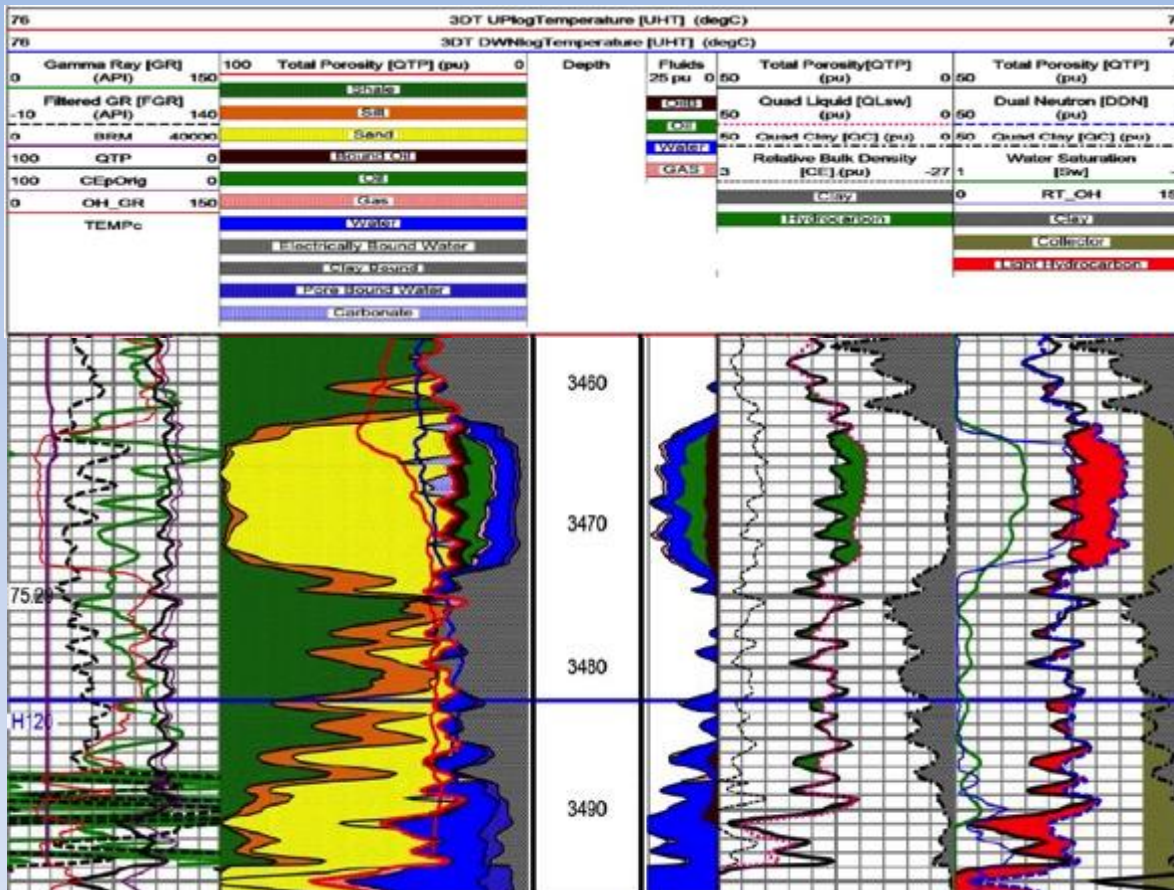 76 3DT UPlogTemperature [UHT] (degC)
76 3DT DWNlogTemperature [UHT] (degC)
Gamma Ray [GR]
0 (API) 150
Filtered GR [FGR]
-10 (API) 140
0 BRM 40000
100 QTP 0
100 CEpOrig 0
0 OH_GR 150
TEMPc
100 Total Porosity [QTP] (pu) 0
Shale
Silt
Sand
Bound Oil
Oil
Gas
Water
Electrically Bound Water
Clay Bound
Pore Bound Water
Carbonate
Depth
Fluids
25 pu 0
OilB
Oil
Water
GAS
Total Porosity[QTP]
50 (pu) 0
Quad Liquid [QLsw]
50 (pu) 0
50 Quad Clay [QC] (pu) 0
Relative Bulk Density
3 [CE].(pu) -27
Clay
Hydrocarbon
Total Porosity [QTP]
50 (pu)
Dual Neutron [DDN]
50 (pu)
50 Quad Clay [QC] (pu)
Water Saturation
1 [Sw]
0 RT_OH
Clay
Collector
Light Hydrocarbon
3460
3470
75.29
3480
H120
3490